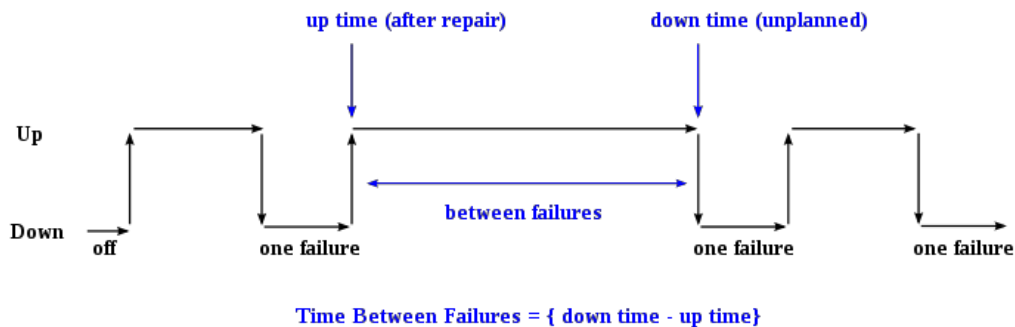 up time (after repair)
down time (unplanned)
Up
between failures
Down
off
one failure
one failure
one failure
Time Between Failures = { down time - up time}